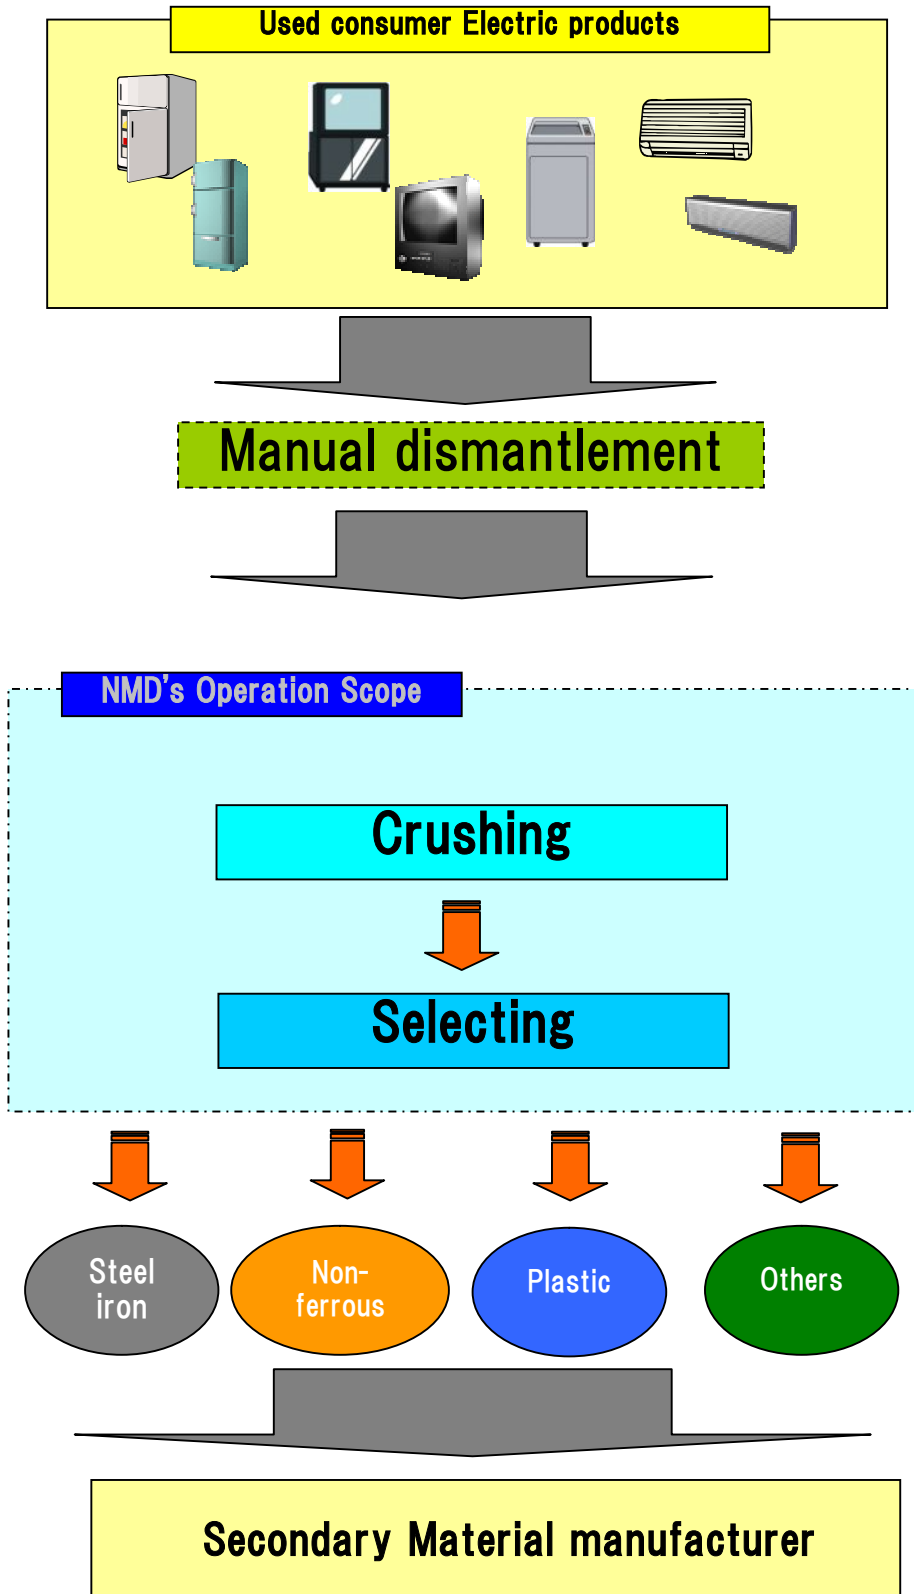 Used consumer Electric products
Manual dismantlement
NMD's Operation Scope
Crushing
Selecting
Steel
iron
Non-
ferrous
Plastic
Others
Secondary Material manufacturer